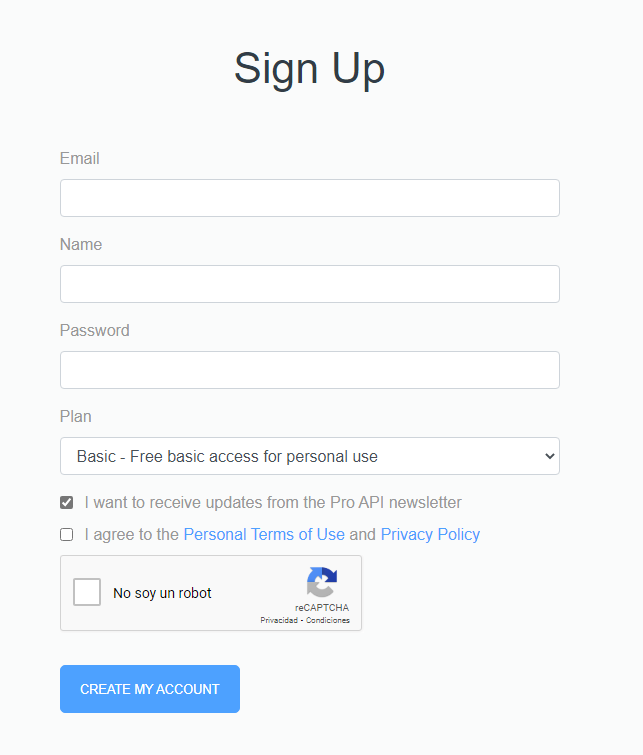 Sign Up
Email
Name
Password
Plan
Basic - Free basic access for personal use
I want to receive updates from the Pro API newsletter
I agree to the Personal Terms of Use and Privacy Policy
No soy un robot
reCAPTCHA
Privacidad - Condiciones
CREATE MY ACCOUNT